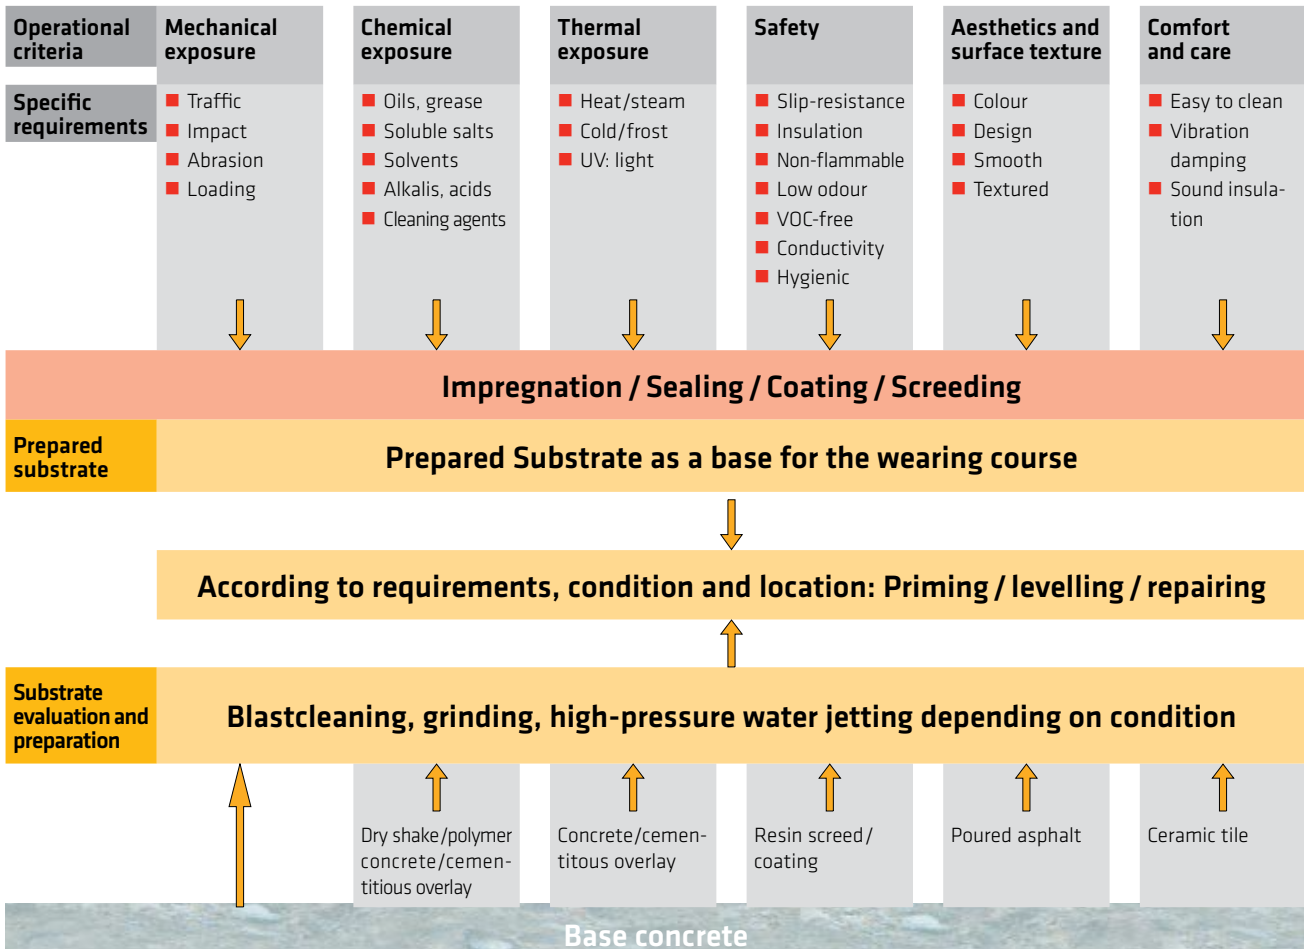 Operational
criteria
Mechanical
exposure
Chemical
exposure
Thermal
exposure
Safety
Aesthetics and
surface texture
Comfort
and care
Specific
requirements
Traffic
Impact
Abrasion
Loading
Oils, grease
Soluble salts
Solvents
Alkalis, acids
Cleaning agents
Heat/steam
Cold/frost
UV: light
Slip-resistance
Insulation
Non-flammable
Low odour
VOC-free
Conductivity
Hygienic
Colour
Design
Smooth
Textured
Easy to clean
Vibration
damping
Sound insula-
tion
Impregnation / Sealing / Coating / Screeding
Prepared
substrate
Prepared Substrate as a base for the wearing course
According to requirements, condition and location: Priming / levelling / repairing
Substrate
evaluation and
preparation
Blastcleaning, grinding, high-pressure water jetting depending on condition
Dry shake/polymer
concrete/cemen-
titious overlay
Concrete/cemen-
titous overlay
Resin screed/
coating
Poured asphalt
Ceramic tile
Base concrete